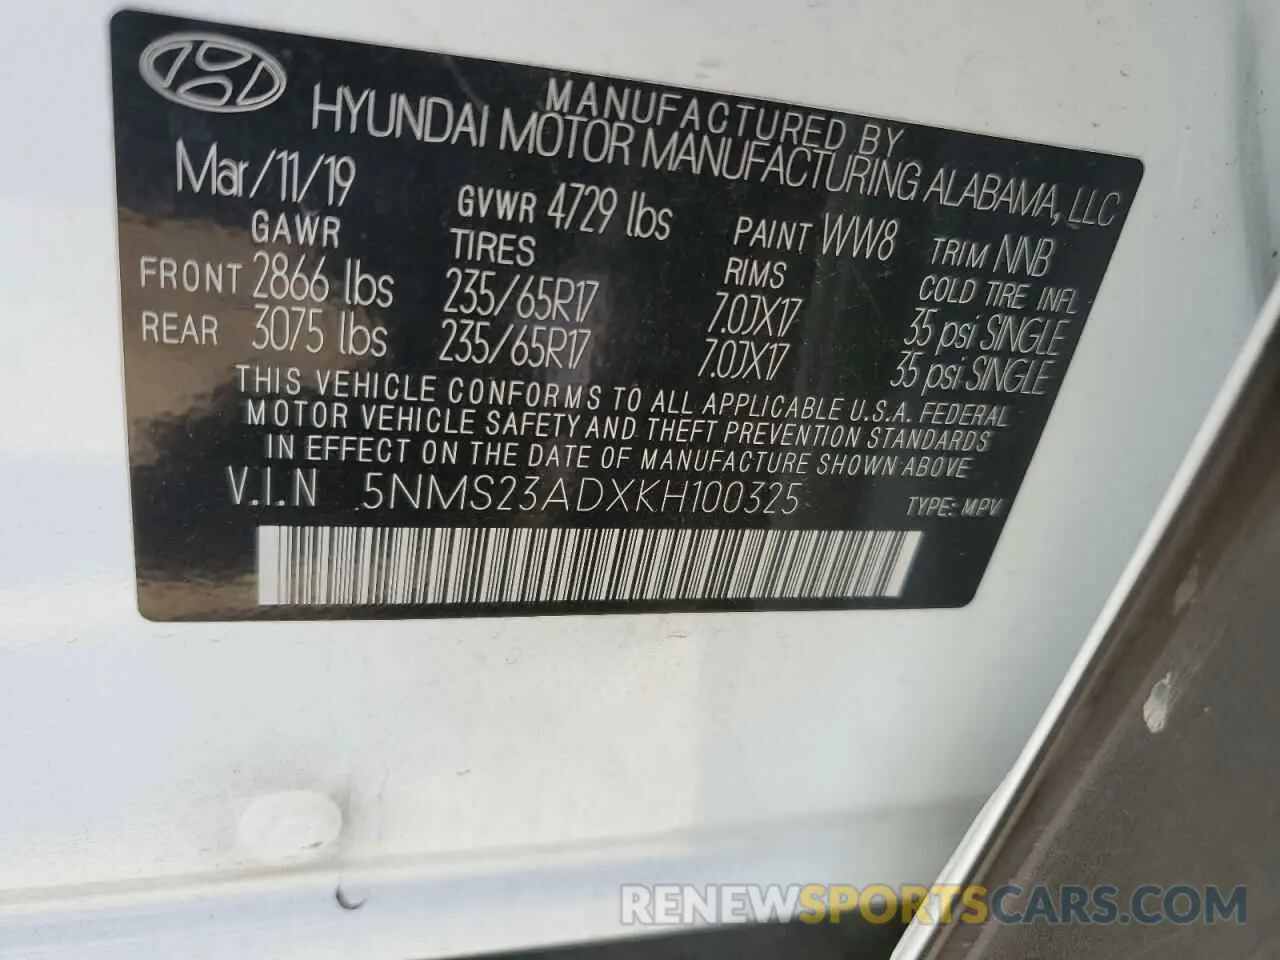 MANUFACTURED BY
HYUNDAI MOTOR MANUFACTURING ALABAMA, LLC
Mar/11/19 GVWR 4729 lbs PAINT WW8 TRIM NNB
GAWR TIRES RIMS COLD TIRE INFL
FRONT 2866 lbs 235/65R17 7.0JX17 35 psi SINGLE
REAR 3075 lbs 235/65R17 7.0JX17 35 psi SINGLE
THIS VEHICLE CONFORMS TO ALL APPLICABLE U.S.A. FEDERAL
MOTOR VEHICLE SAFETY AND THEFT PREVENTION STANDARDS
IN EFFECT ON THE DATE OF MANUFACTURE SHOWN ABOVE
V.I.N 5NMS23ADXKH100325 TYPE: MPV
RENEWSPORTSCARS.COM